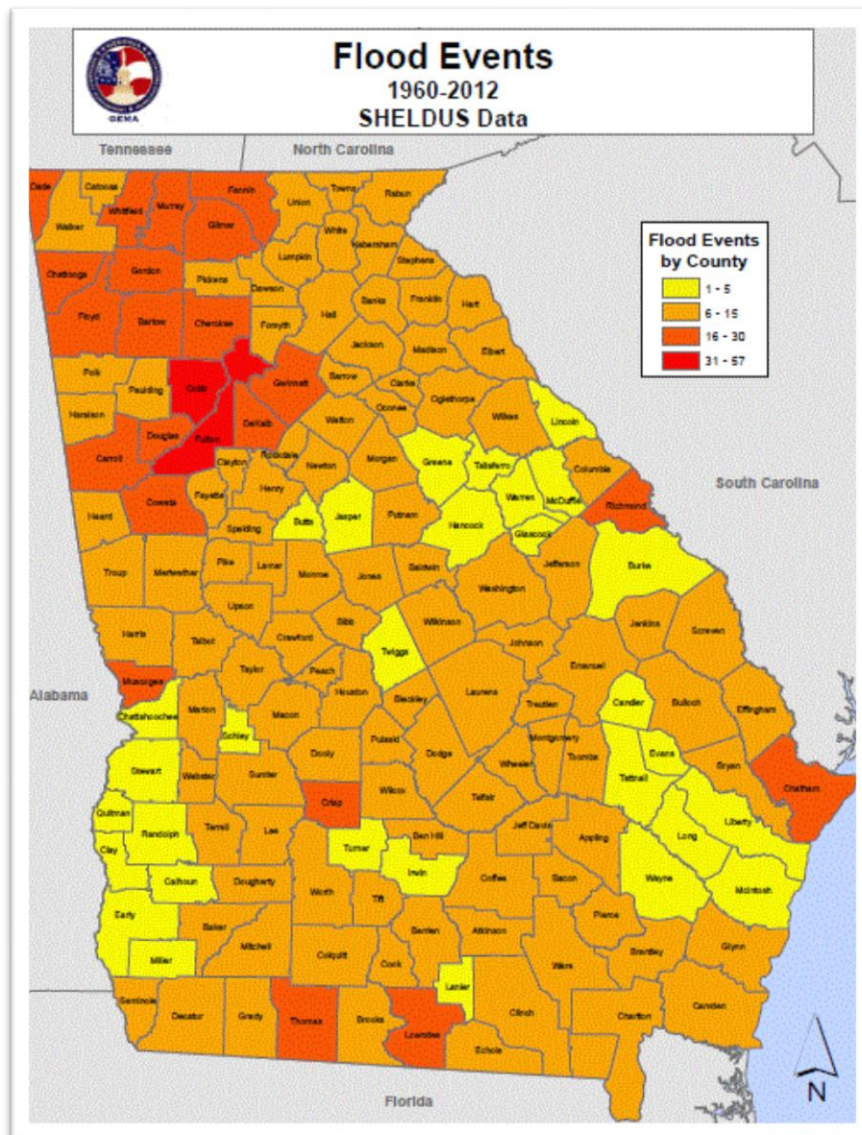 Flood Events
1960-2012
SHELDUS Data
GEMA
Tennessee
North Carolina
Flood Events
by County
1 - 5
6 - 15
16 - 30
31 - 57
Dade
Catoosa
Fannin
Towns
Rabun
Whitfield
Murray
Union
Walker
Gilmer
White
Habersham
Lumpkin
Stephens
Chattooga
Gordon
Pickens
Dawson
Banks
Franklin
Hart
Floyd
Bartow
Cherokee
Forsyth
Hall
Jackson
Madison
Elbert
Polk
Paulding
Cobb
Gwinnett
Barrow
Clarke
Oconee
Oglethorpe
Wilkes
Lincoln
Haralson
Douglas
Fulton
DeKalb
Walton
Carroll
Clayton
Rockdale
Newton
Morgan
Greene
Taliaferro
Columbia
McDuffie
Warren
South Carolina
Coweta
Fayette
Henry
Richmond
Heard
Spalding
Butts
Jasper
Putnam
Hancock
Glascock
Troup
Meriwether
Pike
Lamar
Monroe
Jones
Baldwin
Washington
Jefferson
Burke
Upson
Harris
Talbot
Crawford
Bibb
Wilkinson
Johnson
Jenkins
Screven
Twiggs
Emanuel
Taylor
Peach
Muscogee
Houston
Bleckley
Laurens
Treutlen
Candler
Bulloch
Effingham
Alabama
Chattahoochee
Marion
Schley
Macon
Dooly
Pulaski
Dodge
Montgomery
Wheeler
Toombs
Evans
Bryan
Stewart
Webster
Sumter
Tattnall
Chatham
Crisp
Wilcox
Telfair
Quitman
Randolph
Terrell
Lee
Ben Hill
Jeff Davis
Appling
Long
Liberty
Turner
Clay
Calhoun
Dougherty
Worth
Irwin
Coffee
Bacon
Wayne
McIntosh
Early
Tift
Baker
Mitchell
Pierce
Miller
Colquitt
Cook
Berrien
Atkinson
Ware
Brantley
Glynn
Lanier
Seminole
Decatur
Grady
Thomas
Brooks
Lowndes
Clinch
Charlton
Camden
Echols
Florida
N